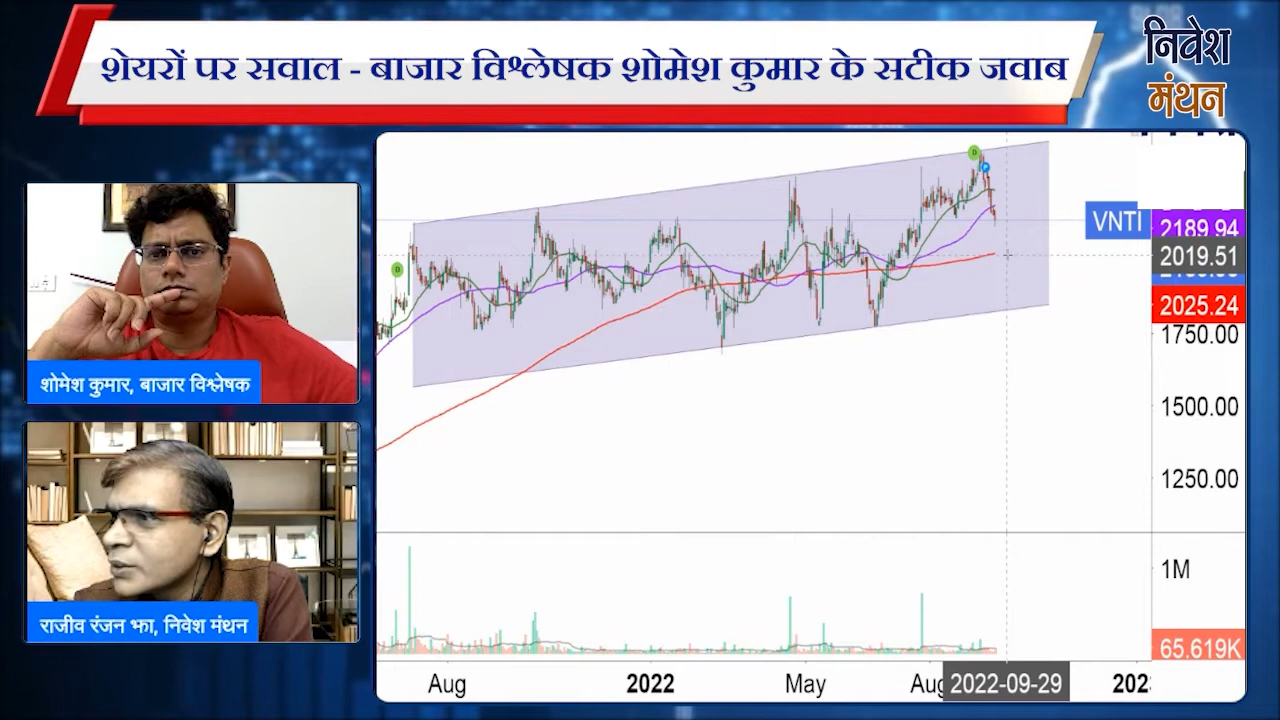 शेयरों पर सवाल - बाजार विश्लेषक शोमेश कुमार के सटीक जवाब
निवेश
मंथन
शोमेश कुमार, बाजार विश्लेषक
राजीव रंजन झा, निवेश मंथन
D
D
VNTI
2189.94
2019.51
2025.24
1750.00
1500.00
1250.00
1M
65.619K
Aug
2022
May
Aug
2022-09-29
202